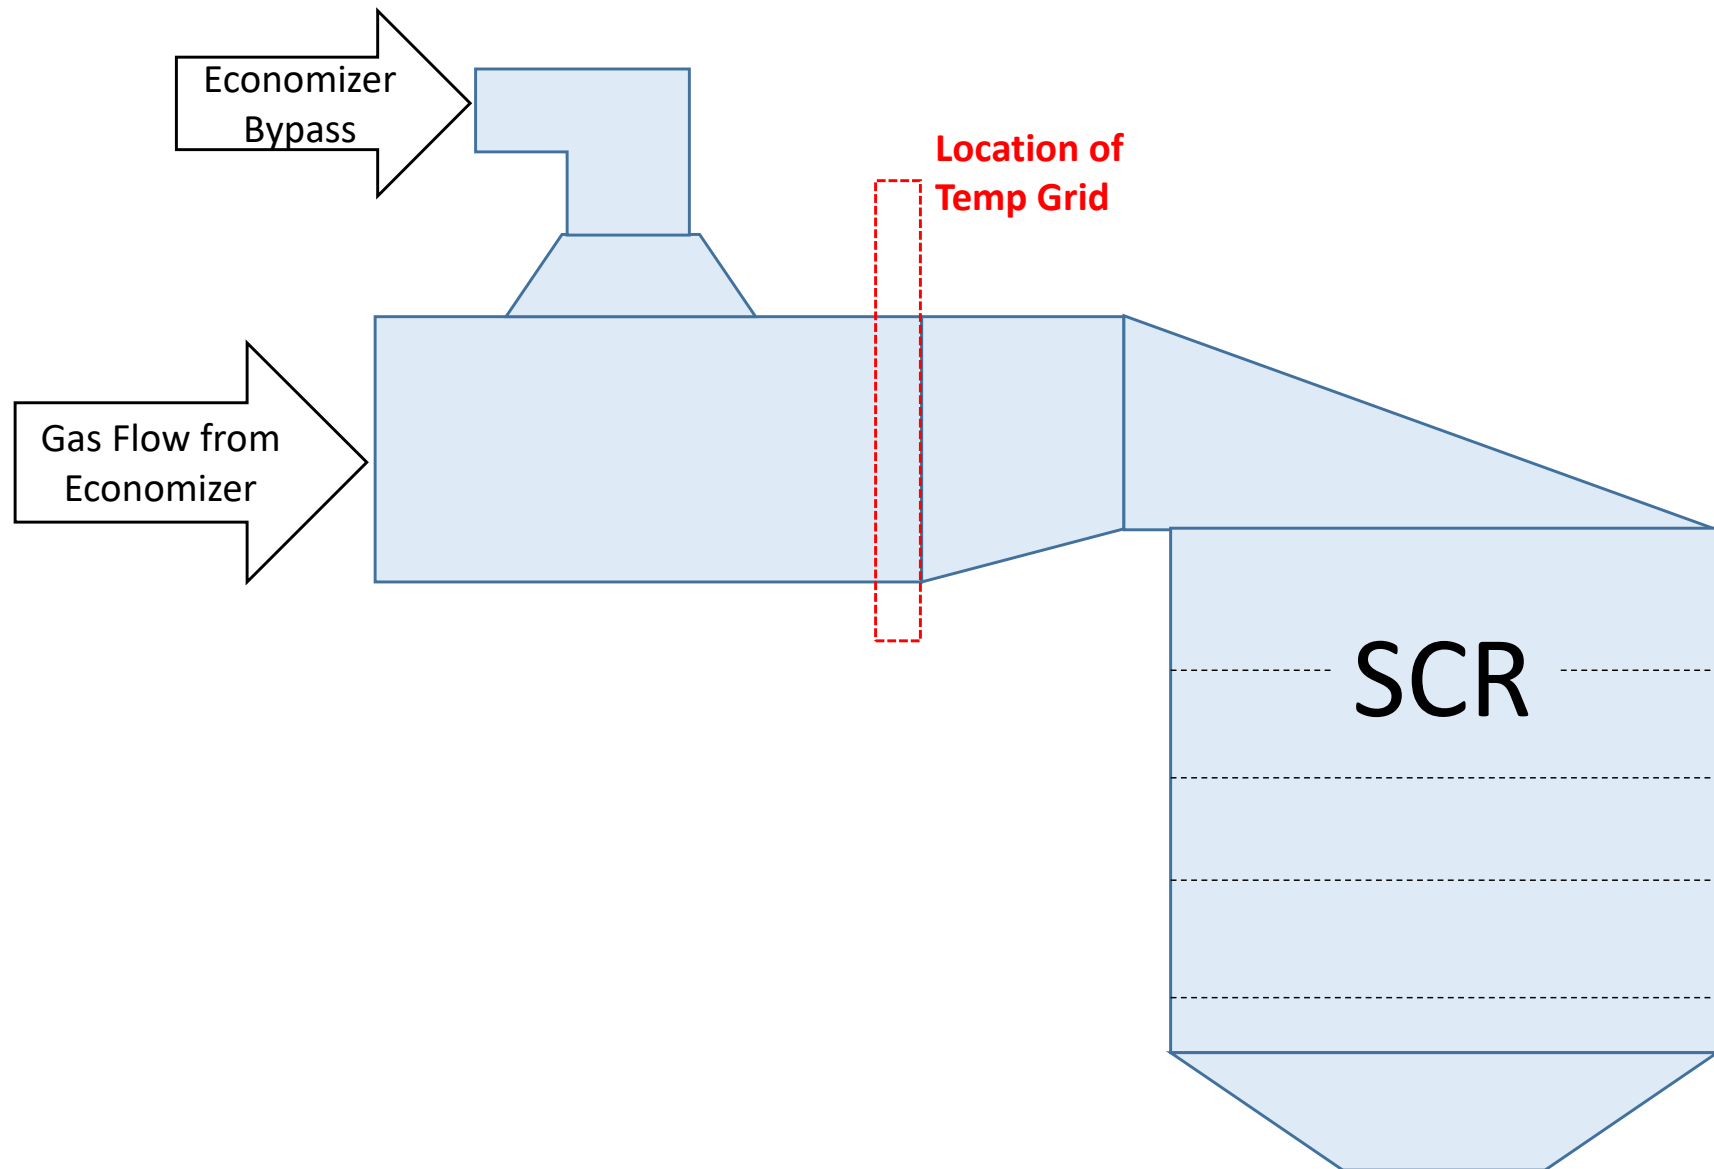 Economizer
Bypass
Location of
Temp Grid
Gas Flow from
Economizer
SCR